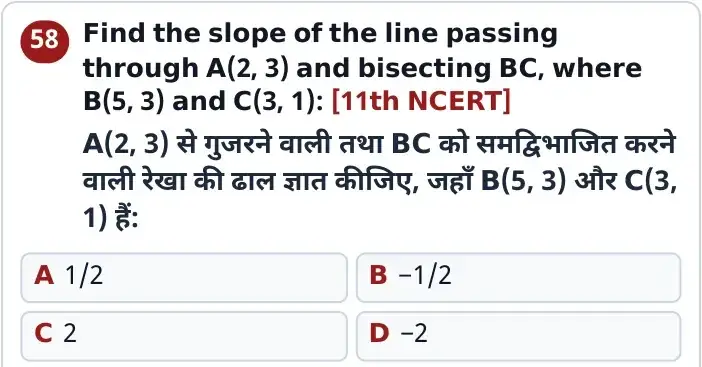 58 Find the slope of the line passing
through A(2, 3) and bisecting BC, where
B(5, 3) and C(3, 1): [11th NCERT]
A(2, 3) से गुजरने वाली तथा BC को समद्विभाजित करने
वाली रेखा की ढाल ज्ञात कीजिए, जहाँ B(5, 3) और C(3,
1) हैं:
A 1/2
B −1/2
C 2
D −2